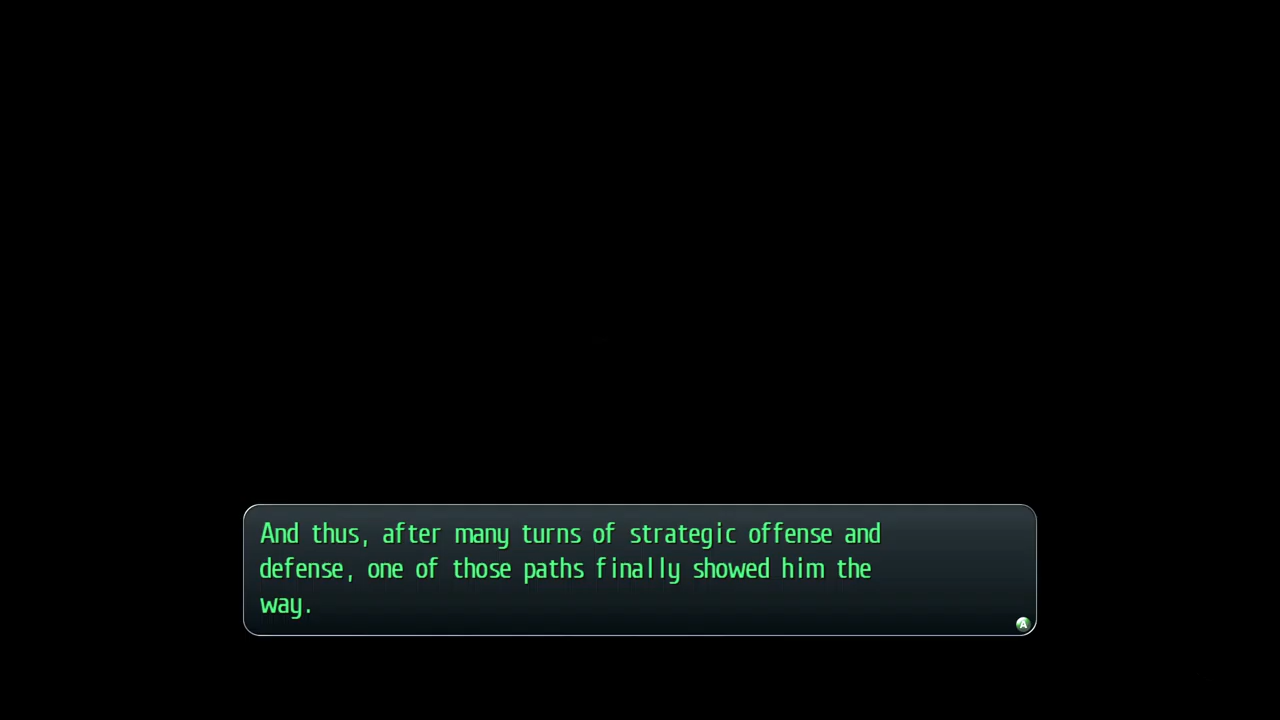 And thus, after many turns of strategic offense and
defense, one of those paths finally showed him the
way.
A